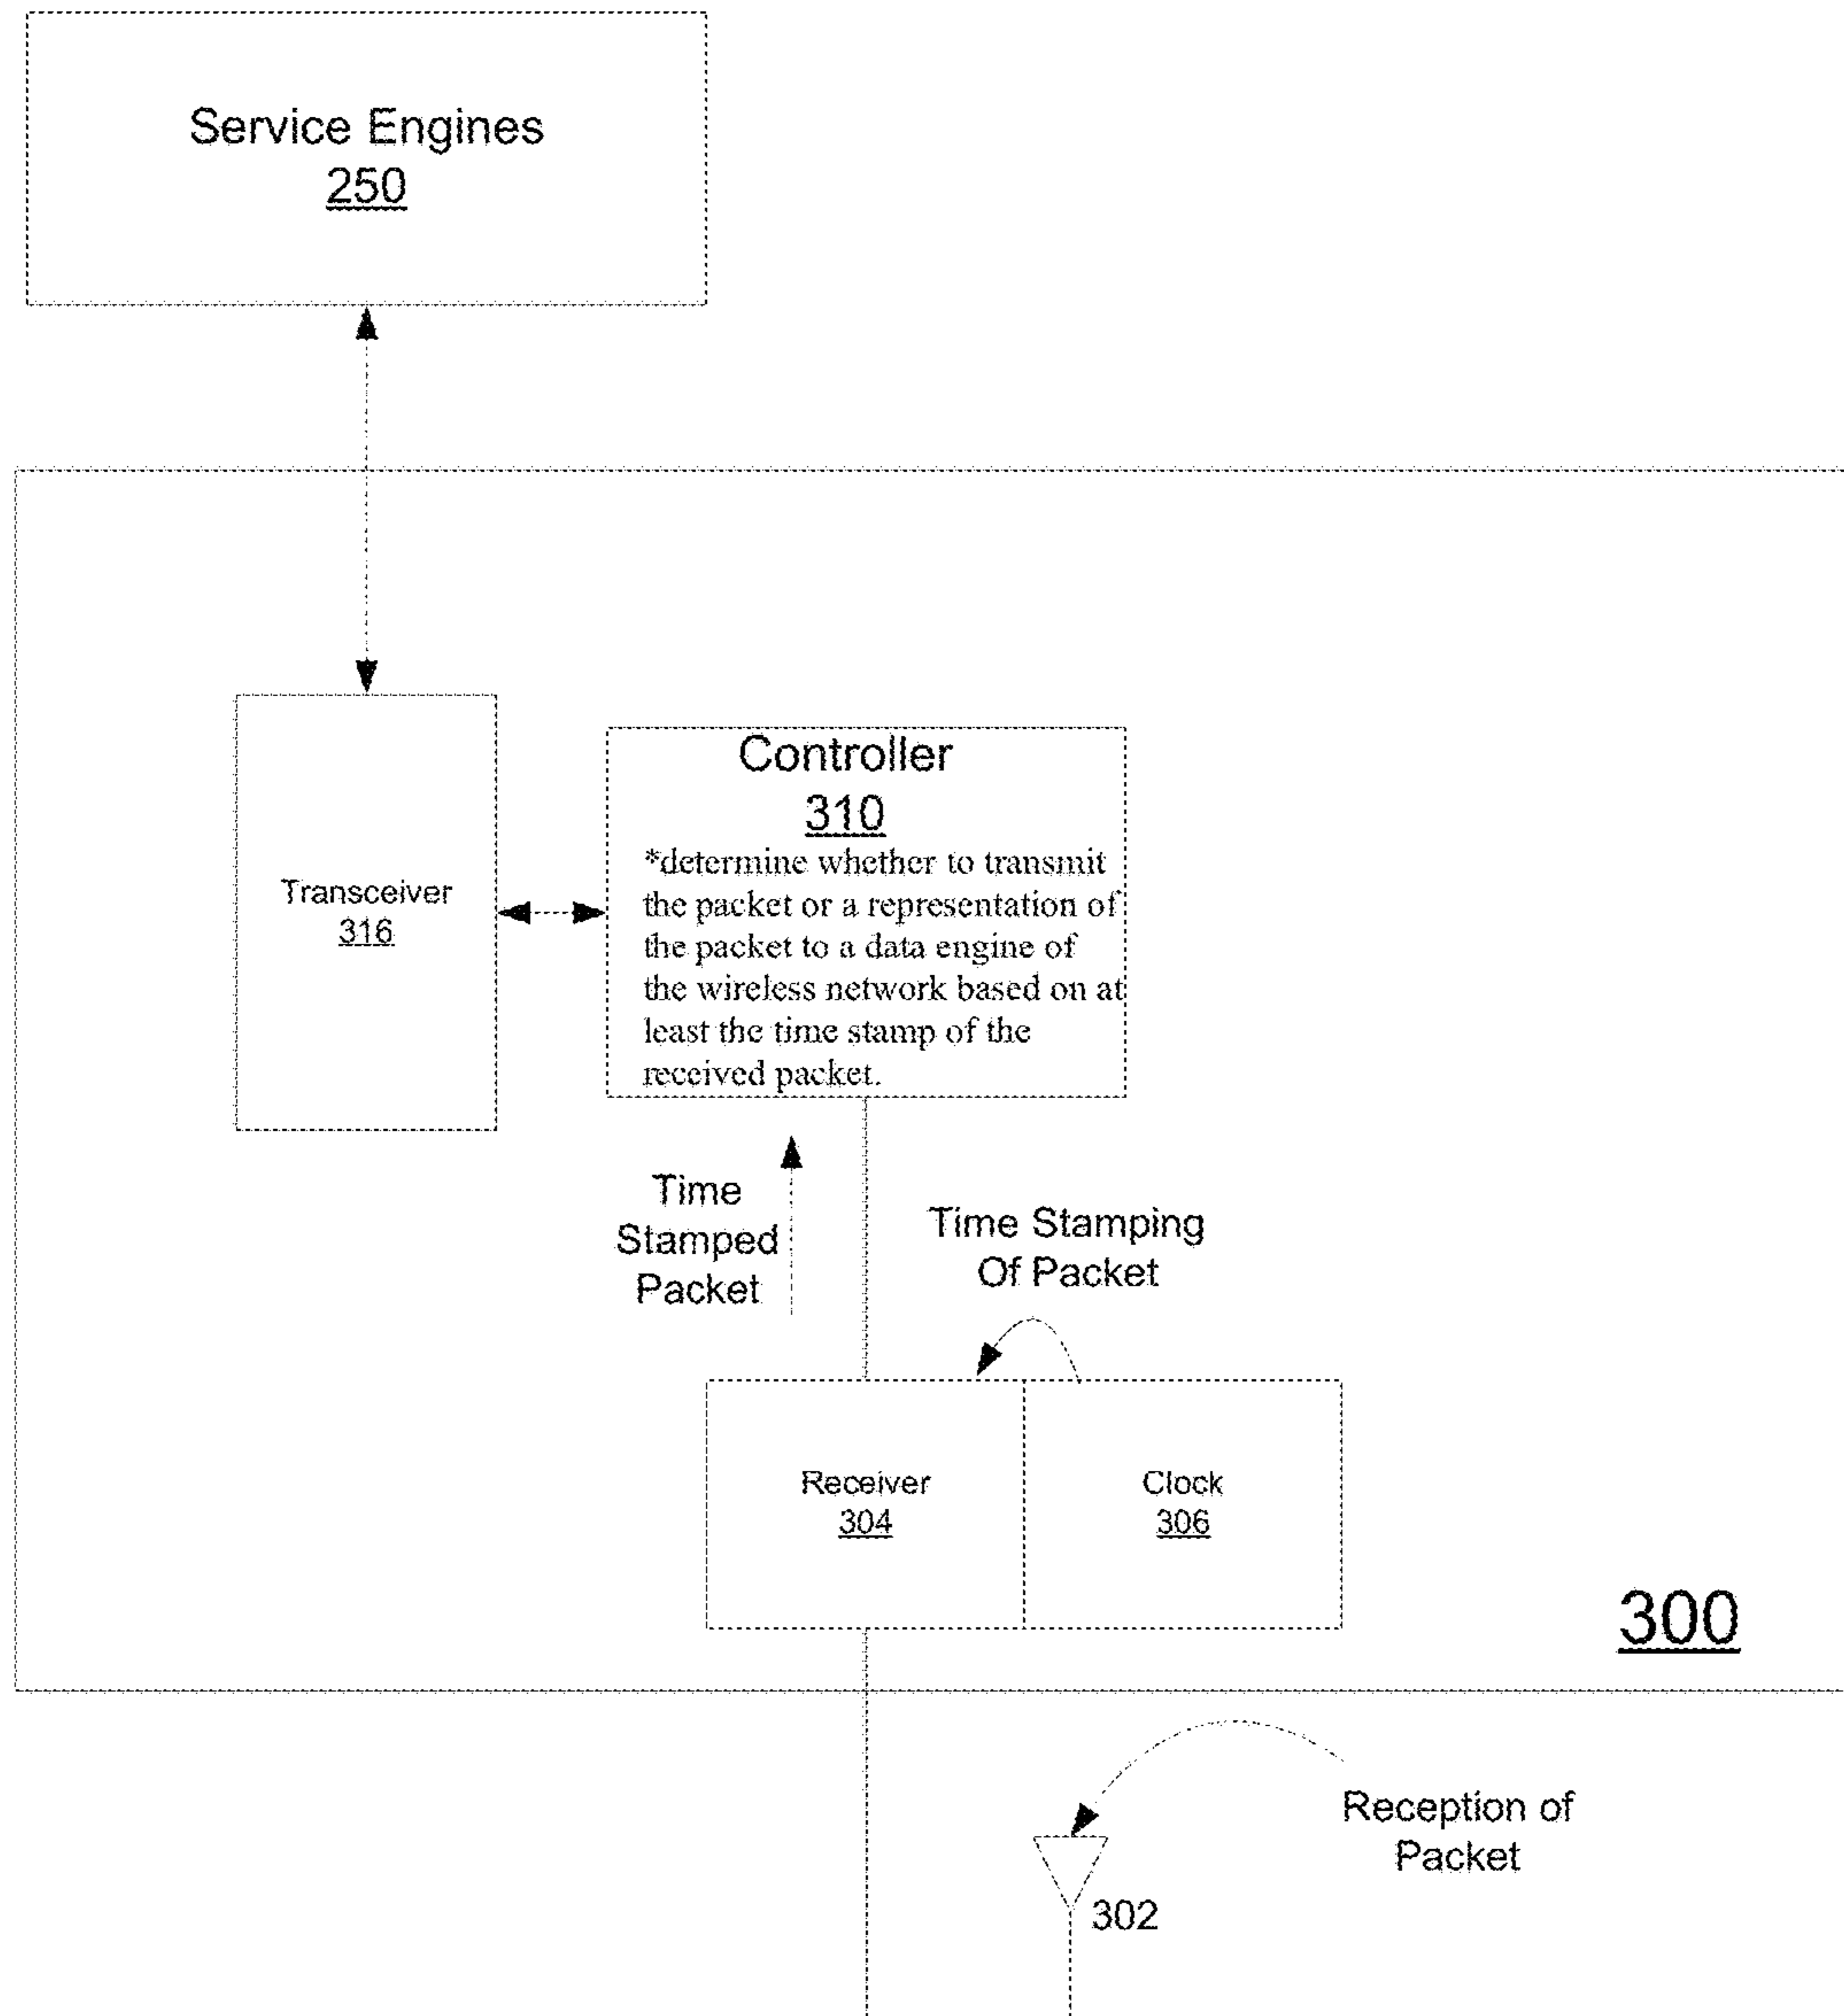 Service Engines
250
Controller
310
*determine whether to transmit
the packet or a representation of
the packet to a data engine of
the wireless network based on at
least the time stamp of the
received packet.
Transceiver
316
Time
Stamped
Packet
Time Stamping
Of Packet
Receiver
304
Clock
306
300
Reception of
Packet
302